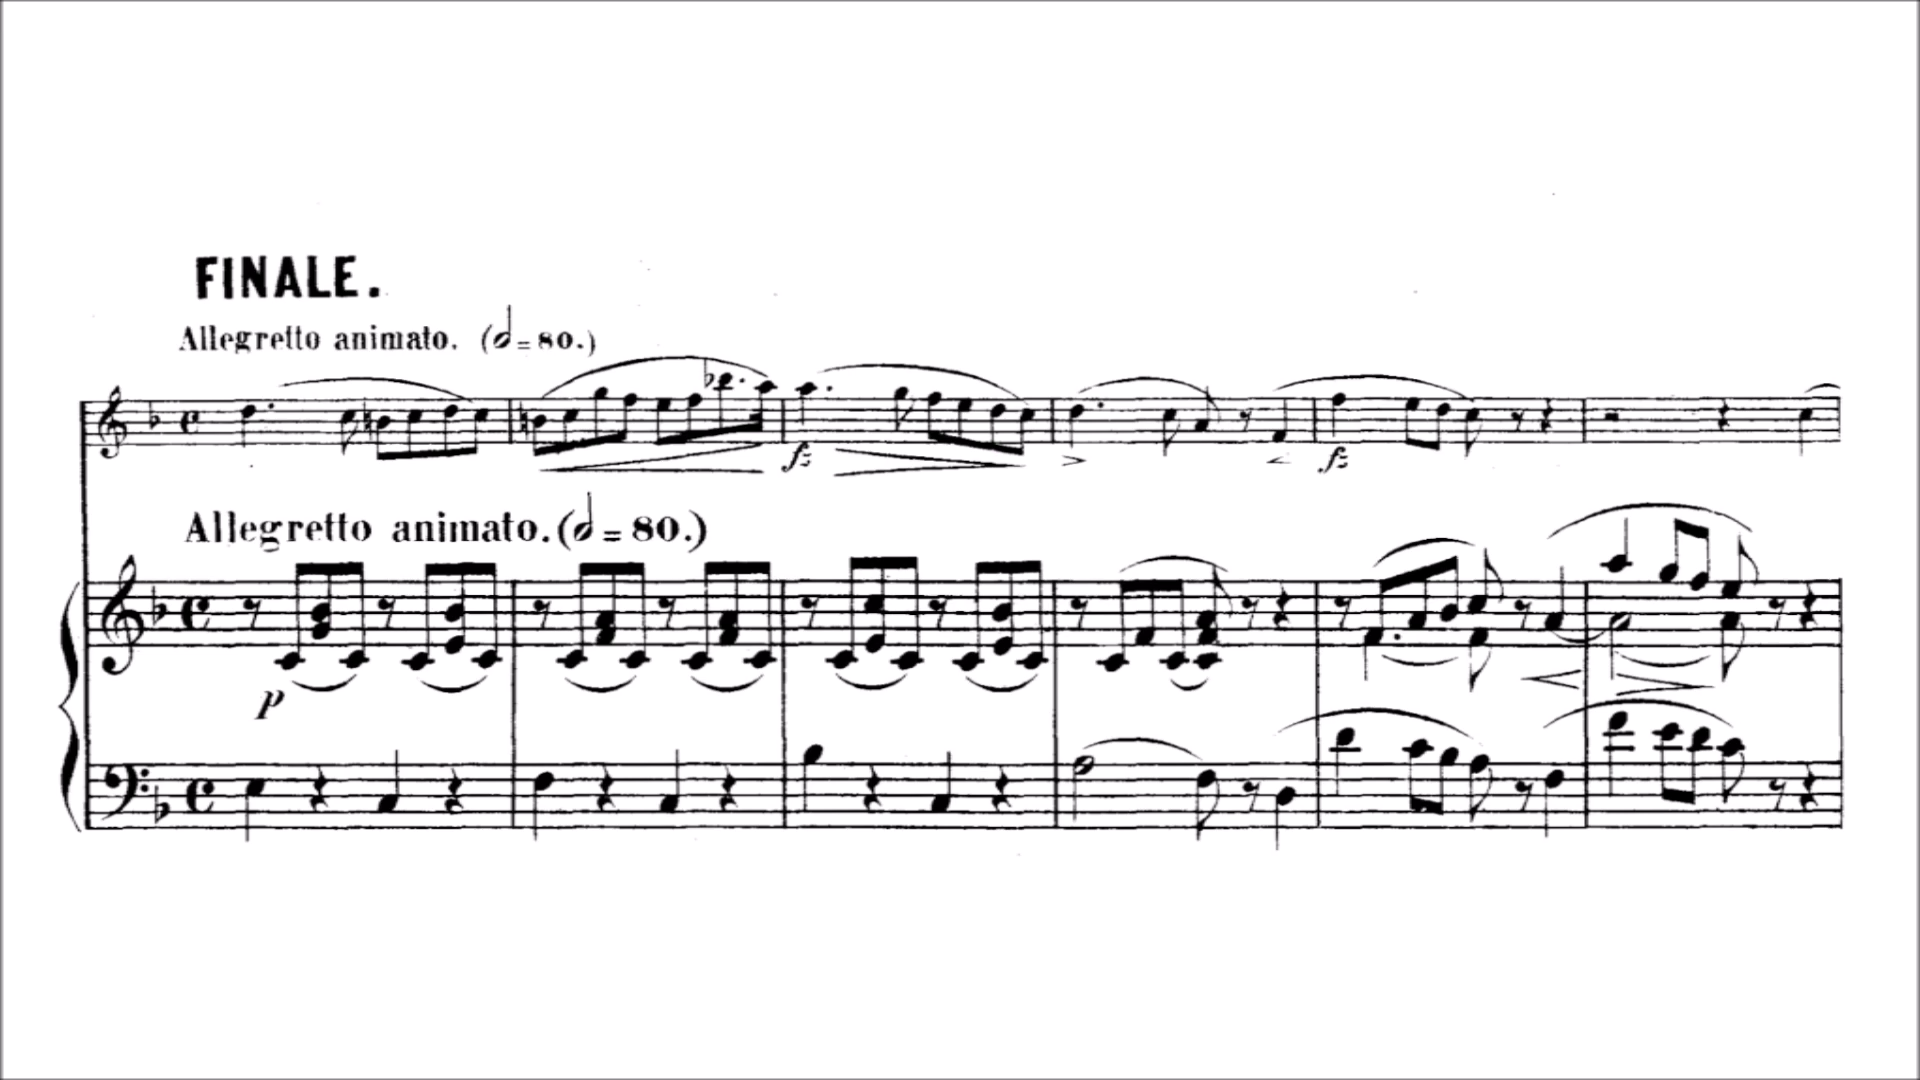 FINALE.
Allegretto animato. (𝅗𝅥 = 80.)
f:
> < f:
Allegretto animato. (𝅗𝅥 = 80.)
p